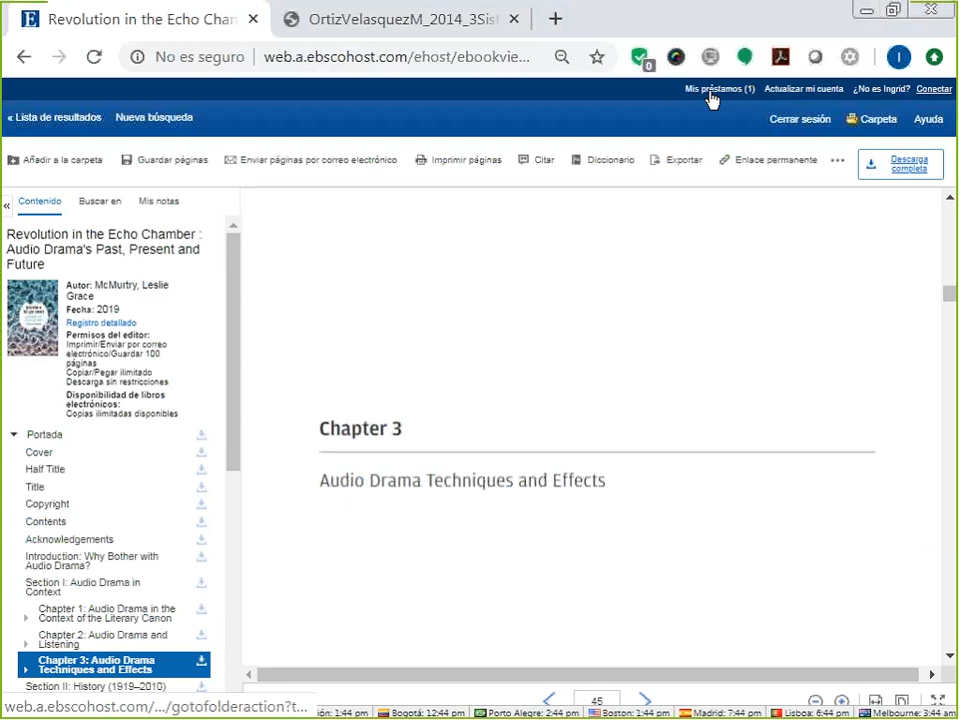 Revolution in the Echo Cham
OrtizVelasquezM_2014_3Sis
No es seguro
web.a.ebscohost.com/ehost/ebookvie...
0
I
Mis préstamos (1)
Actualizar mi cuenta
¿No es Ingrid?
Conectar
« Lista de resultados
Nueva búsqueda
Cerrar sesión
Carpeta
Ayuda
Añadir a la carpeta
Guardar páginas
Enviar páginas por correo electrónico
Imprimir páginas
Citar
Diccionario
Exportar
Enlace permanente
Descarga
completa
«
Contenido
Buscar en
Mis notas
Revolution in the Echo Chamber :
Audio Drama's Past, Present and
Future
Autor: McMurtry, Leslie
Grace
Fecha: 2019
Registro detallado
Permisos del editor:
Imprimir/Enviar por correo
electrónico/Guardar 100
páginas
Copiar/Pegar ilimitado
Descarga sin restricciones
Disponibilidad de libros
electrónicos:
Copias ilimitadas disponibles
Portada
Cover
Half Title
Title
Copyright
Contents
Acknowledgements
Introduction: Why Bother with
Audio Drama?
Section I: Audio Drama in
Context
Chapter 1: Audio Drama in the
Context of the Literary Canon
Chapter 2: Audio Drama and
Listening
Chapter 3: Audio Drama
Techniques and Effects
Section II: History (1919–2010)
Chapter 3
Audio Drama Techniques and Effects
45
web.a.ebscohost.com/.../gotofolderaction?t...
ión: 1:44 pm
Bogotá: 12:44 pm
Porto Alegre: 2:44 pm
Boston: 1:44 pm
Madrid: 7:44 pm
Lisboa: 6:44 pm
Melbourne: 3:44 am